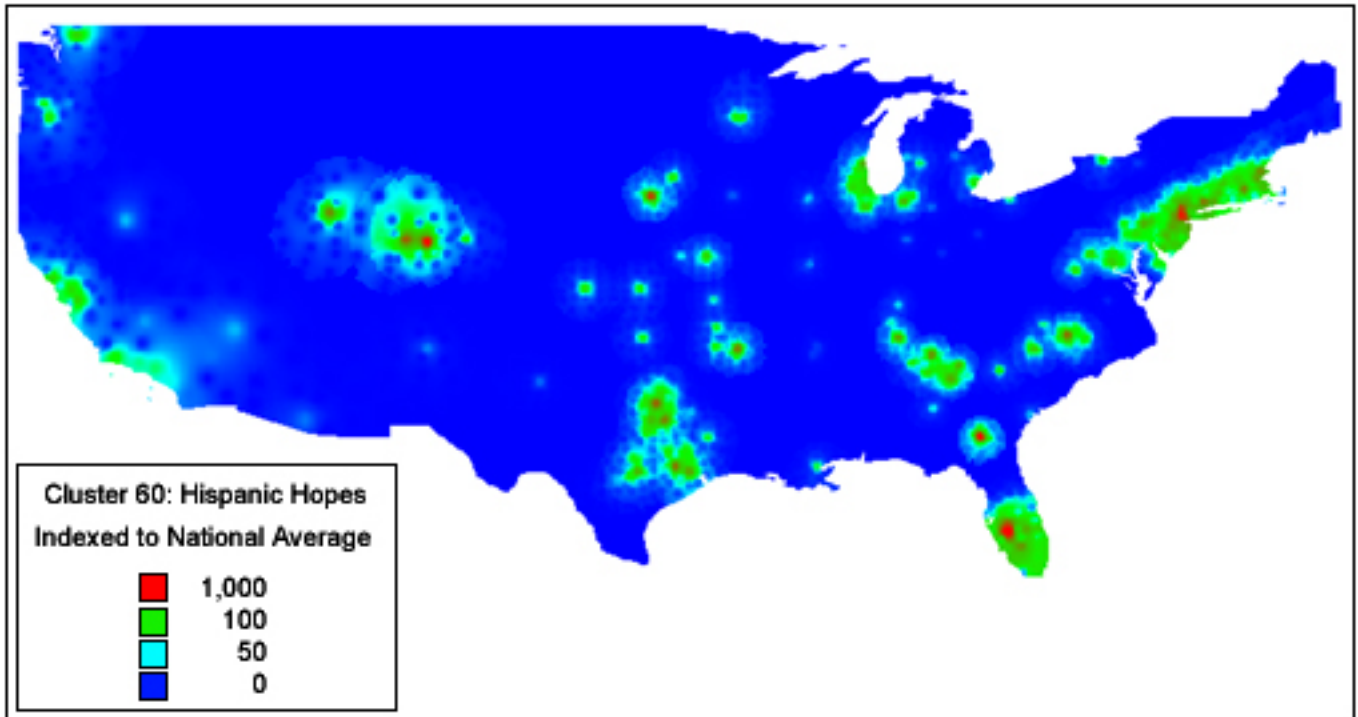 Cluster 60: Hispanic Hopes
Indexed to National Average
1,000
100
50
0